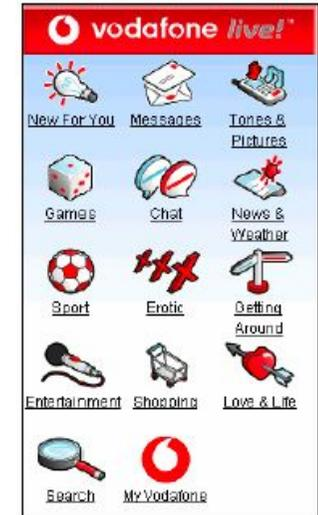 vodafone live!™
New For You Messages Tones &
Pictures
Games Chat News &
Weather
Sport Erotic Getting
Around
Entertainment Shopping Love & Life
Search My Vodafone